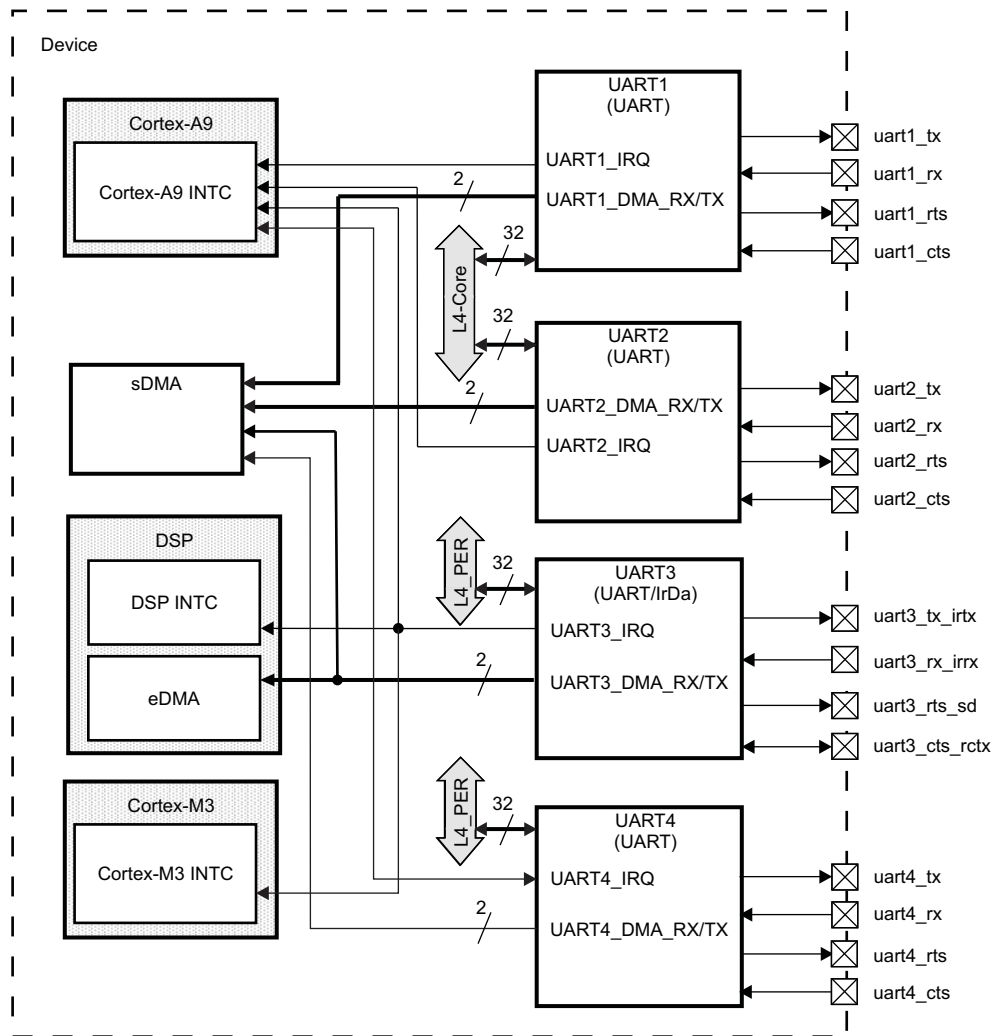 Device
Cortex-A9
Cortex-A9 INTC
sDMA
DSP
DSP INTC
eDMA
Cortex-M3
Cortex-M3 INTC
2
32
L4-Core
32
2
L4_PER
32
2
L4_PER
32
2
UART1
(UART)
UART1_IRQ
UART1_DMA_RX/TX
UART2
(UART)
UART2_DMA_RX/TX
UART2_IRQ
UART3
(UART/IrDa)
UART3_IRQ
UART3_DMA_RX/TX
UART4
(UART)
UART4_IRQ
UART4_DMA_RX/TX
uart1_tx
uart1_rx
uart1_rts
uart1_cts
uart2_tx
uart2_rx
uart2_rts
uart2_cts
uart3_tx_irtx
uart3_rx_irrx
uart3_rts_sd
uart3_cts_rctx
uart4_tx
uart4_rx
uart4_rts
uart4_cts